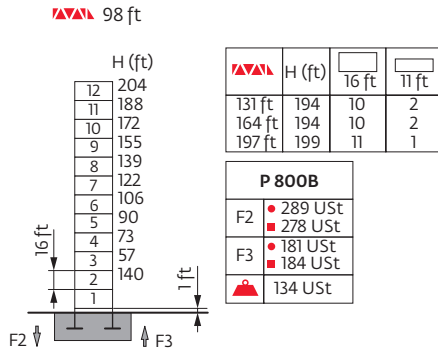 98 ft
H (ft)
12 204
11 188
10 172
9 155
8 139
7 122
6 106
5 90
4 73
3 57
2 140
1
16 ft
1 ft
F2 F3
H (ft) 16 ft 11 ft
131 ft 194 10 2
164 ft 194 10 2
197 ft 199 11 1
P 800B
F2 289 USt
278 USt
F3 181 USt
184 USt
134 USt